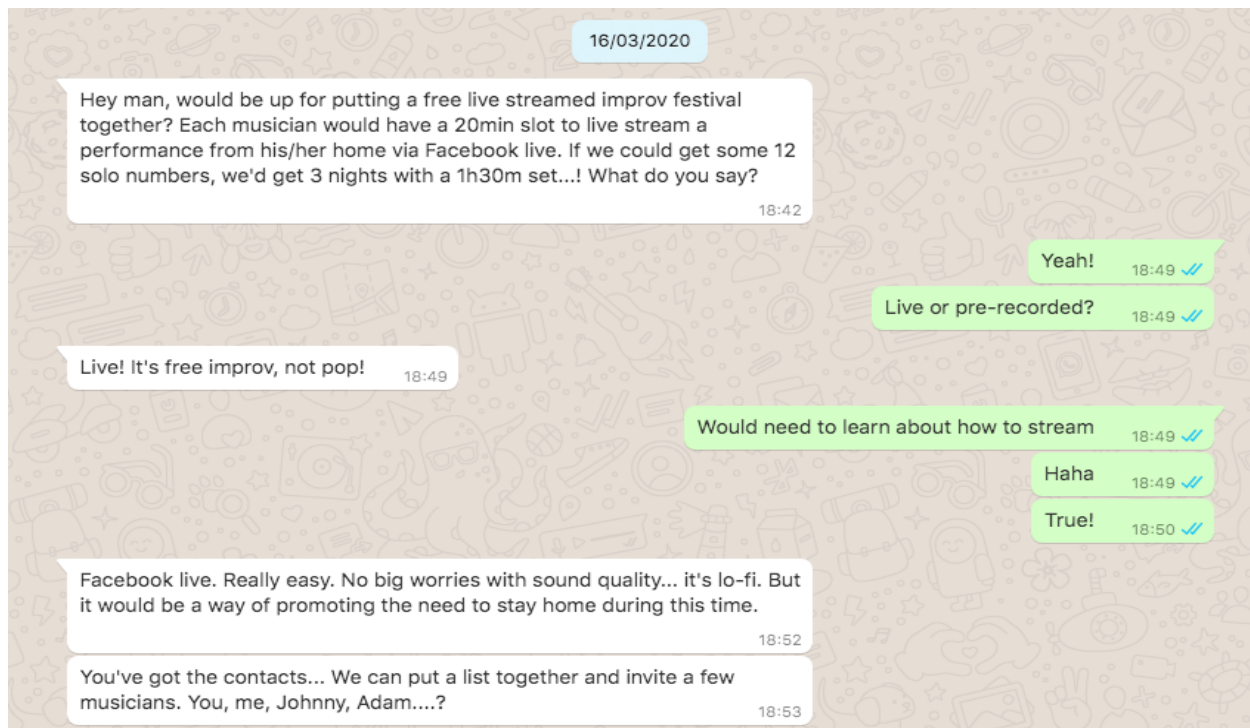 16/03/2020
Hey man, would be up for putting a free live streamed improv festival
together? Each musician would have a 20min slot to live stream a
performance from his/her home via Facebook live. If we could get some 12
solo numbers, we'd get 3 nights with a 1h30m set...! What do you say?
18:42
Yeah! 18:49
Live or pre-recorded? 18:49
Live! It's free improv, not pop! 18:49
Would need to learn about how to stream 18:49
Haha 18:49
True! 18:50
Facebook live. Really easy. No big worries with sound quality... it's lo-fi. But
it would be a way of promoting the need to stay home during this time.
18:52
You've got the contacts... We can put a list together and invite a few
musicians. You, me, Johnny, Adam....? 18:53